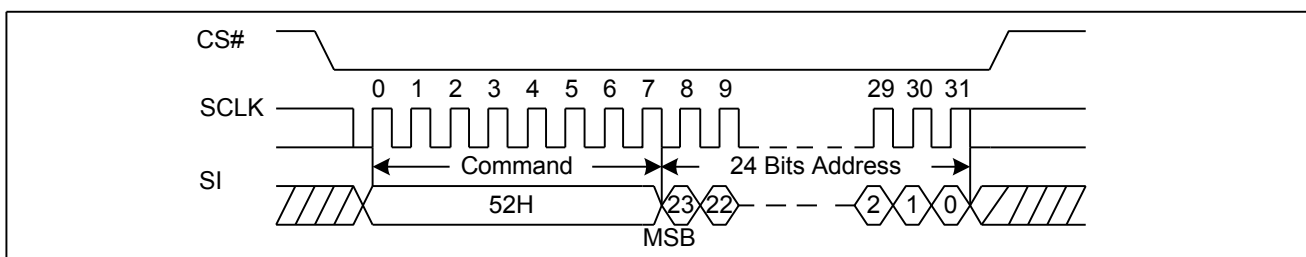 CS#
0 1 2 3 4 5 6 7 8 9 29 30 31
SCLK
Command 24 Bits Address
SI
52H 23 22 2 1 0
MSB